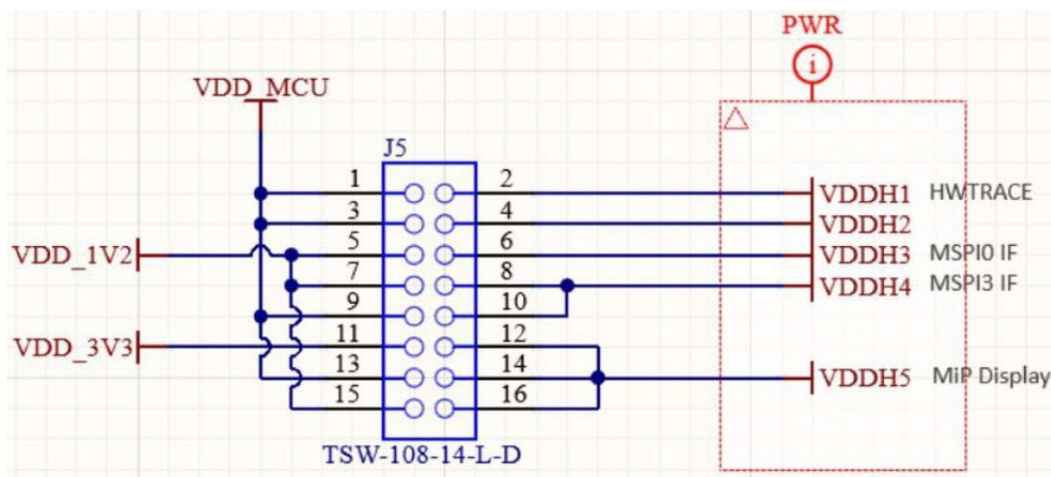 PWR
i
VDD_MCU
J5
1 2 VDDH1 HWTRACE
3 4 VDDH2
VDD_1V2 5 6 VDDH3 MSPI0 IF
7 8 VDDH4 MSPI3 IF
9 10
VDD_3V3 11 12
13 14 VDDH5 MiP Display
15 16
TSW-108-14-L-D